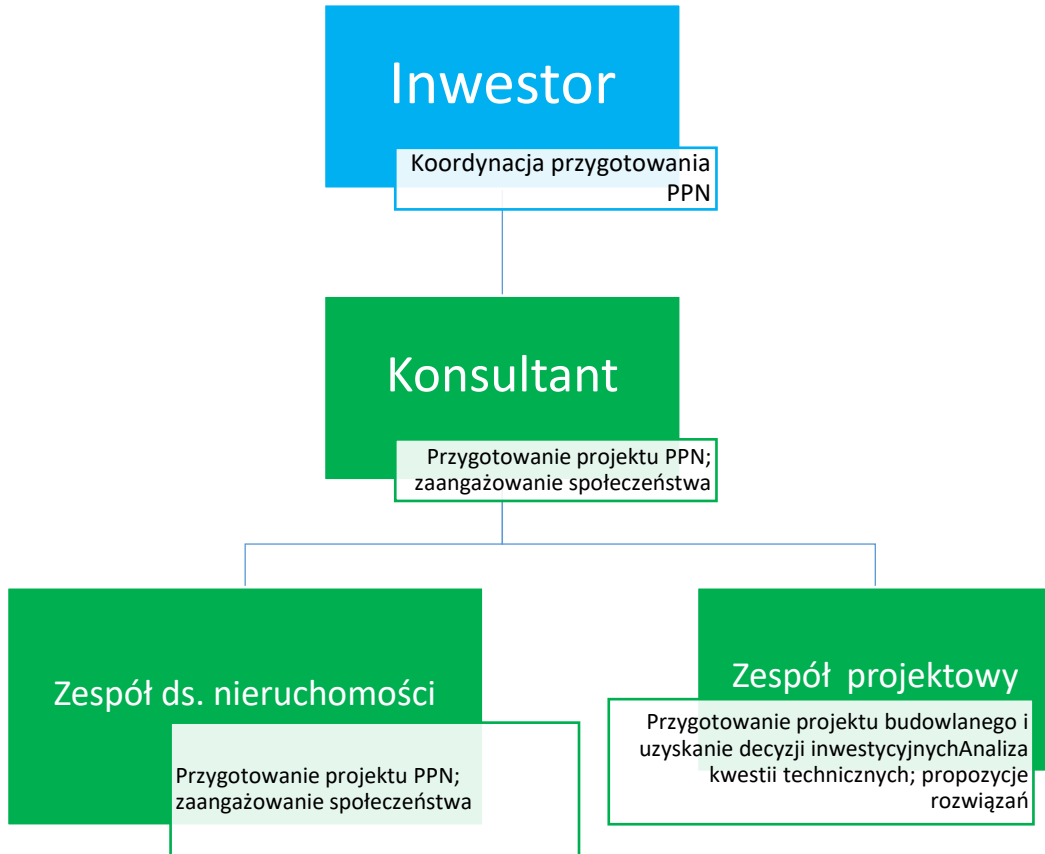 Inwestor
Koordynacja przygotowania
PPN
Konsultant
Przygotowanie projektu PPN;
zaangażowanie społeczeństwa
Zespół ds. nieruchomości
Przygotowanie projektu PPN;
zaangażowanie społeczeństwa
Zespół projektowy
Przygotowanie projektu budowlanego i
uzyskanie decyzji inwestycyjnychAnaliza
kwestii technicznych; propozycje
rozwiązań